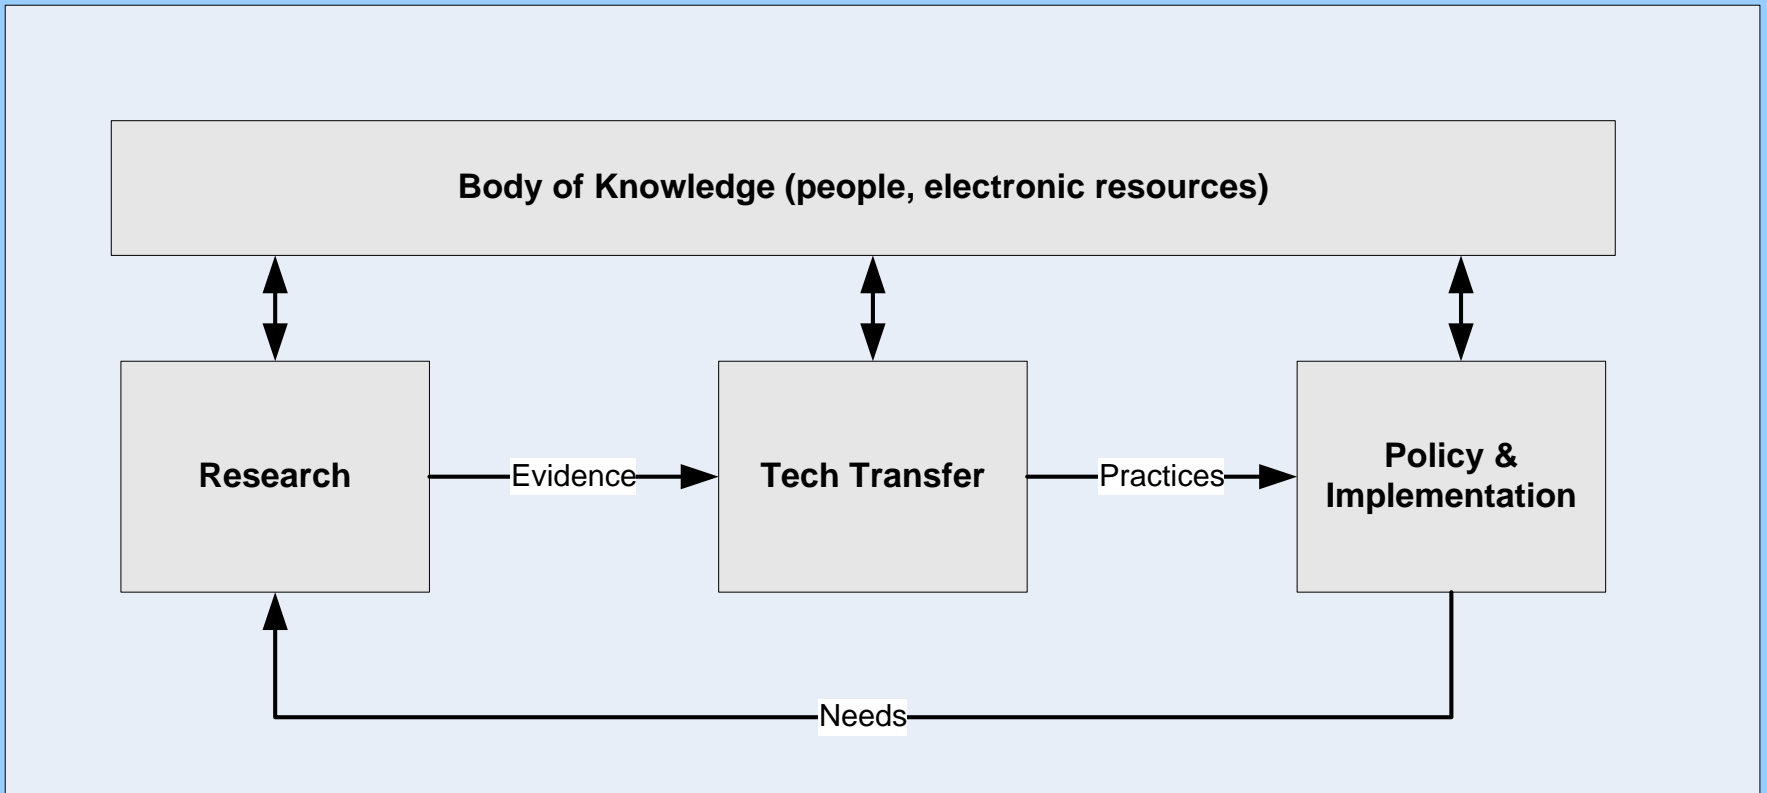 Body of Knowledge (people, electronic resources)
Research
Evidence
Tech Transfer
Practices
Policy &
Implementation
Needs